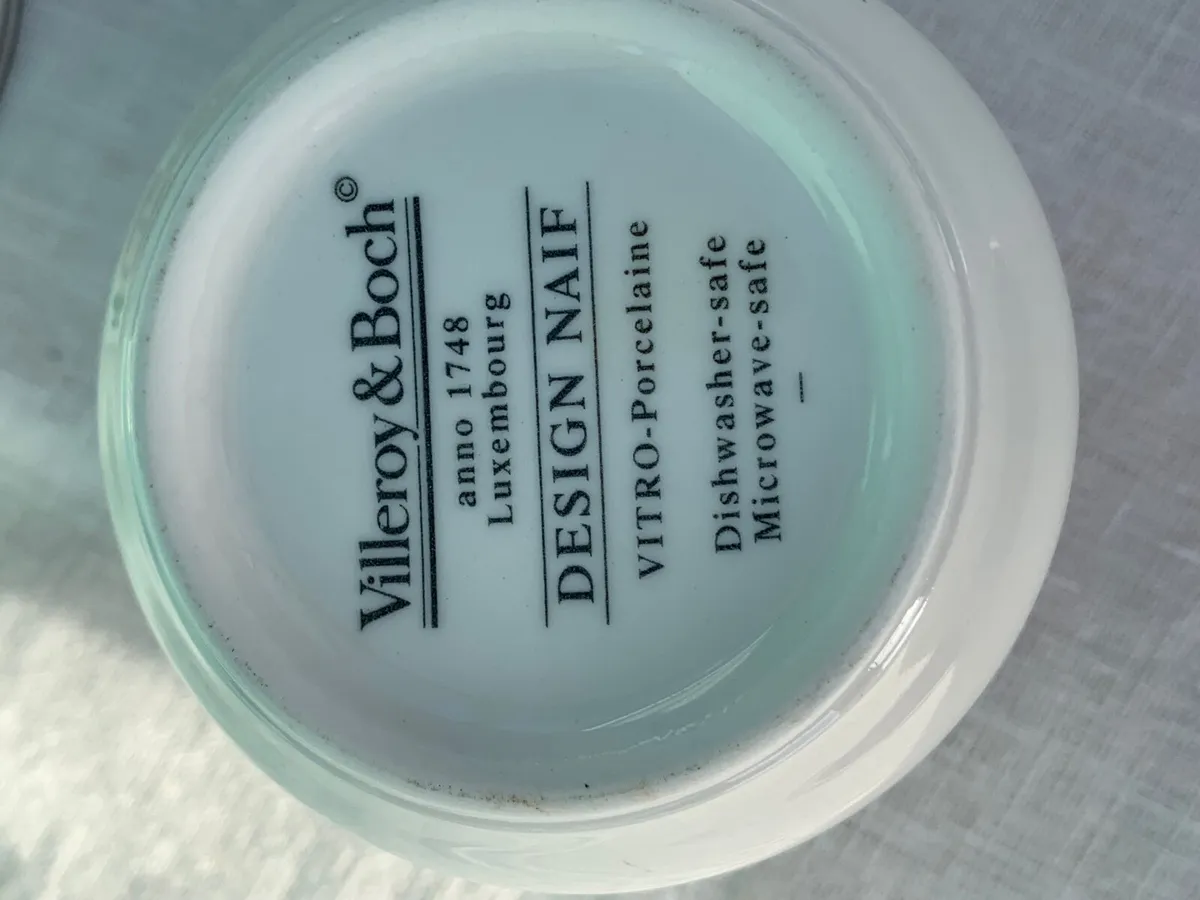 Villeroy&Boch©
anno 1748
Luxembourg
DESIGN NAIF
VITRO-Porcelaine
Dishwasher-safe
Microwave-safe